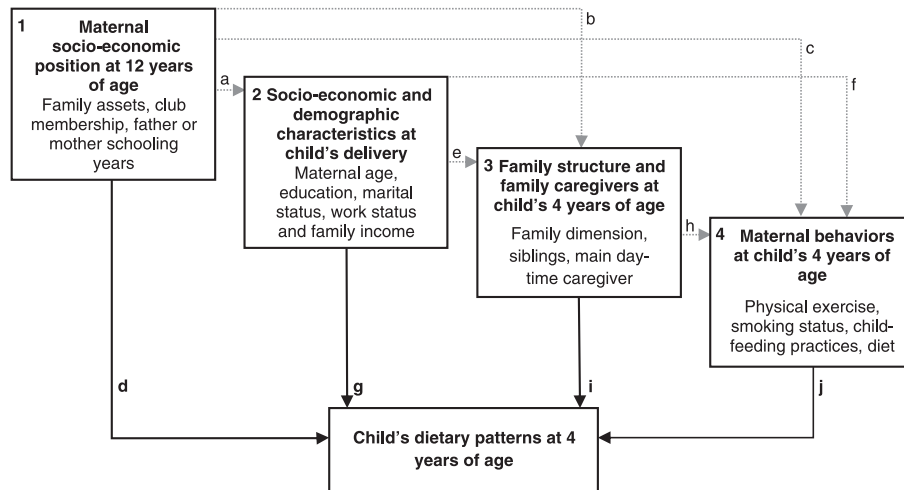 b
1 Maternal
socio-economic
position at 12 years
of age
Family assets, club
membership, father or
mother schooling
years
c
a
f
2 Socio-economic and
demographic
characteristics at
child's delivery
Maternal age,
education, marital
status, work status
and family income
e
3 Family structure and
family caregivers at
child's 4 years of age
Family dimension,
siblings, main day-
time caregiver
h
4 Maternal behaviors
at child's 4 years of
age
Physical exercise,
smoking status, child-
feeding practices, diet
d
g
i
j
Child's dietary patterns at 4
years of age